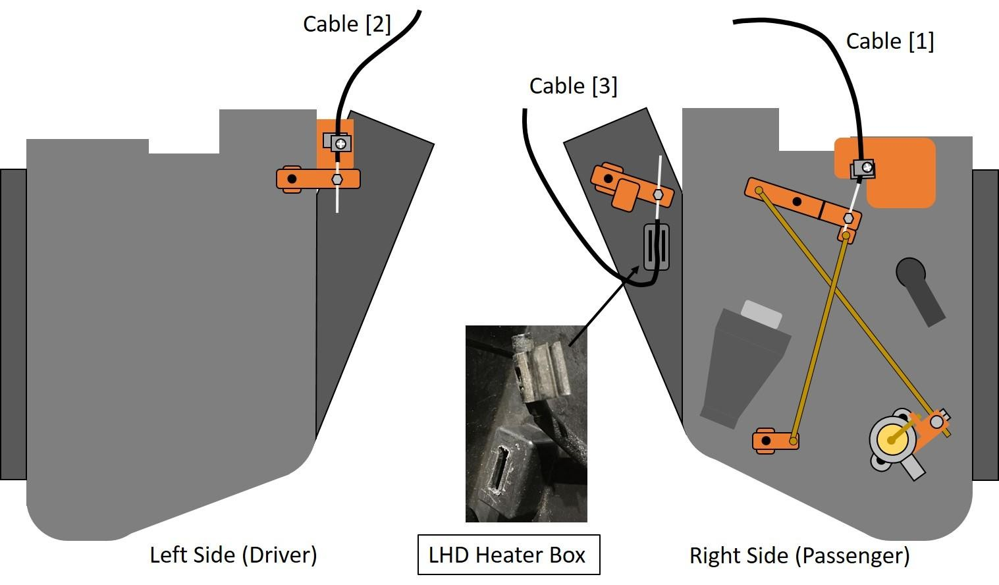 Cable [2]
Cable [1]
Cable [3]
Left Side (Driver)
LHD Heater Box
Right Side (Passenger)